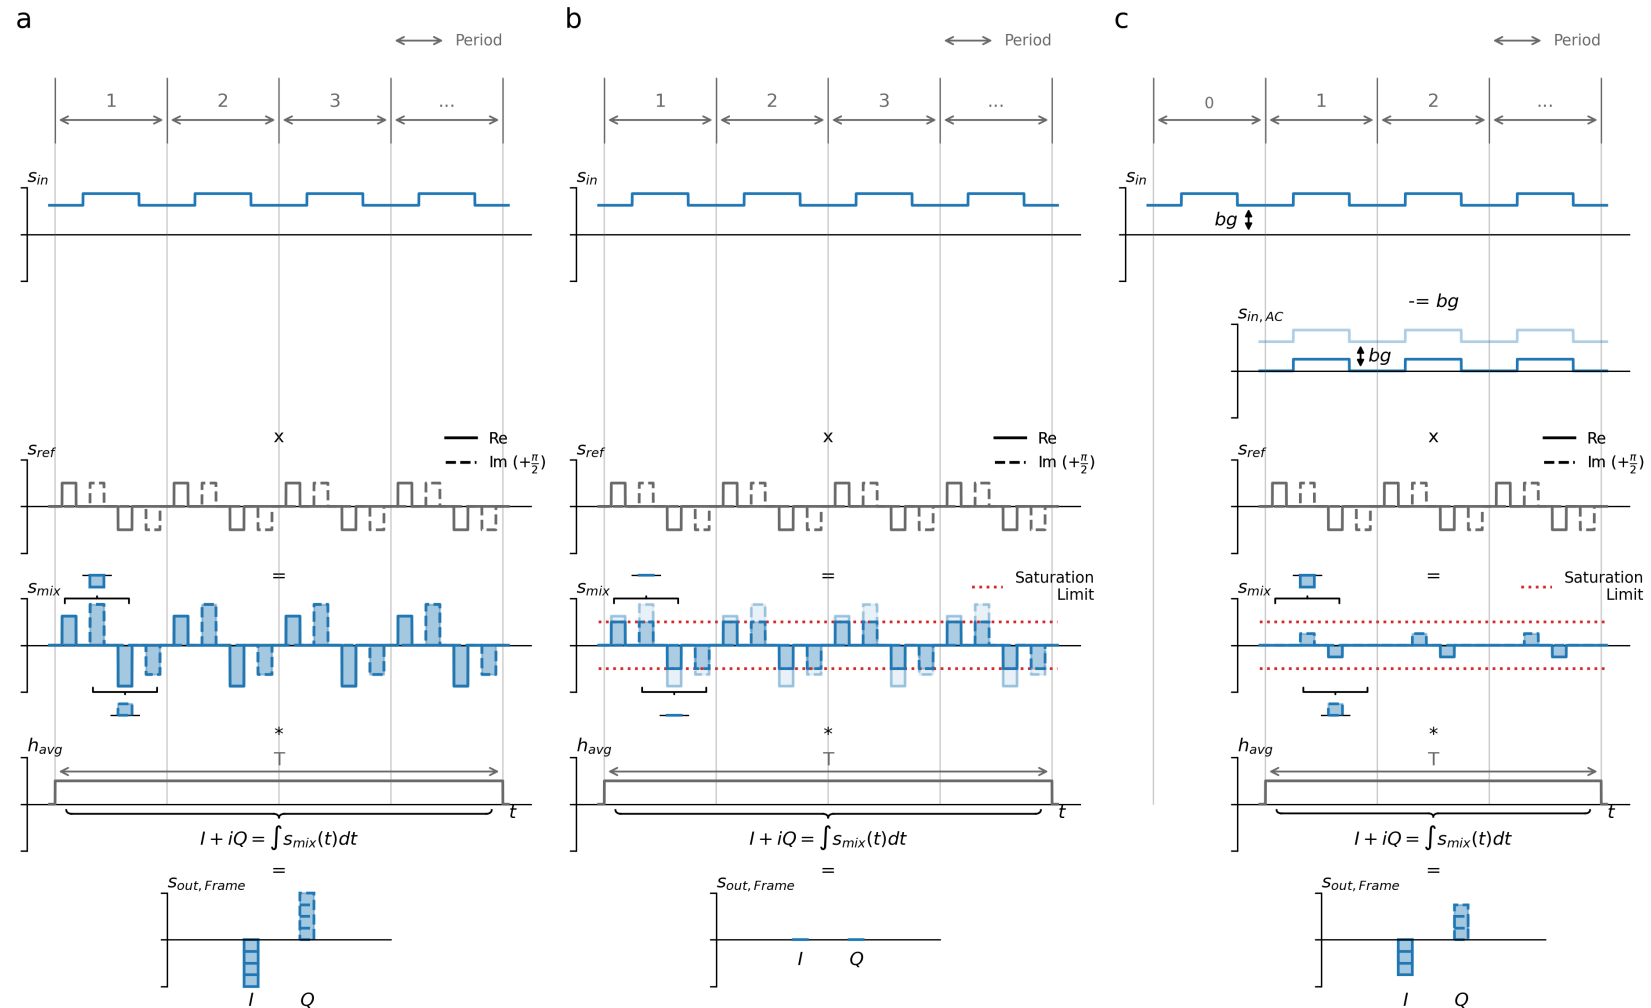 a
b
c
Period
Period
Period
1
2
3
...
1
2
3
...
0
1
2
...
s_in
s_in
s_in
bg
-= bg
s_in,AC
bg
x
Re
x
Re
x
Re
s_ref
Im (+π/2)
s_ref
Im (+π/2)
s_ref
Im (+π/2)
=
=
Saturation
Limit
=
Saturation
Limit
s_mix
s_mix
s_mix
*
*
*
h_avg
T
h_avg
T
h_avg
T
t
t
t
I + iQ = ∫ s_mix(t)dt
I + iQ = ∫ s_mix(t)dt
I + iQ = ∫ s_mix(t)dt
=
=
=
s_out,Frame
s_out,Frame
s_out,Frame
I Q
I Q
I Q